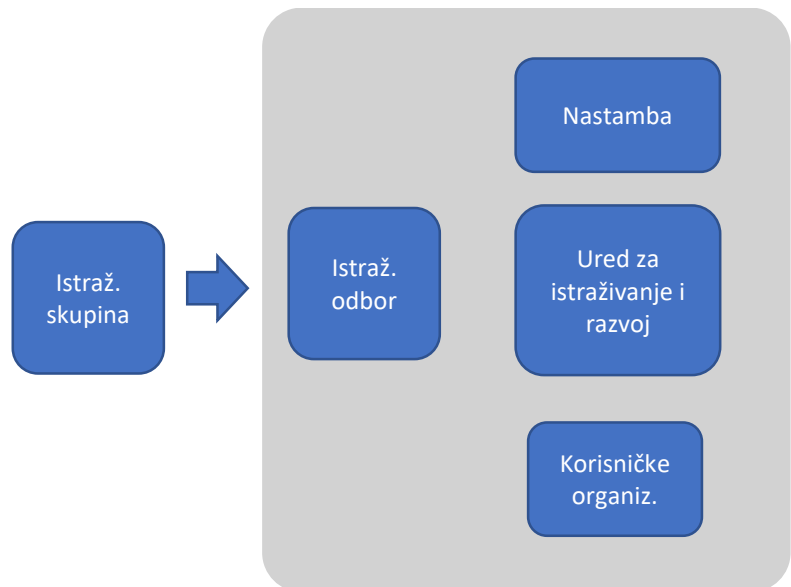 Istraž.
skupina
Istraž.
odbor
Nastamba
Ured za
istraživanje i
razvoj
Korisničke
organiz.